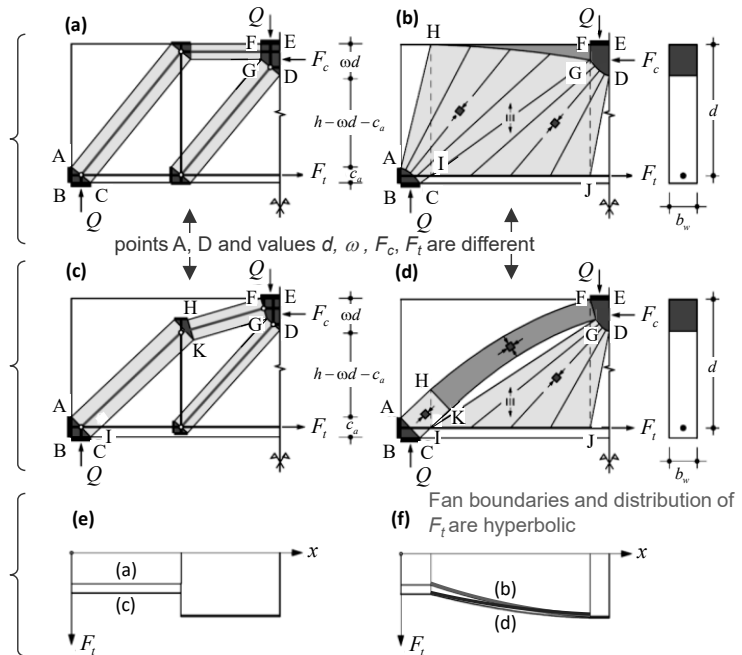 (a)
Q
F
E
G
D
F_c
ωd
h – ωd – c_a
A
B
C
F_t
c_a
Q
(b)
Q
H
F
E
G
D
F_c
d
A
I
B
C
J
F_t
Q
b_w
points A, D and values d, ω, F_c, F_t are different
(c)
Q
H
F
E
G
D
K
F_c
ωd
h – ωd – c_a
A
B
C
I
F_t
c_a
Q
(d)
Q
F
E
G
D
H
F_c
d
A
K
B
C
I
J
F_t
Q
b_w
Fan boundaries and distribution of
F_t are hyperbolic
(e)
x
(a)
(c)
F_t
(f)
x
(b)
(d)
F_t